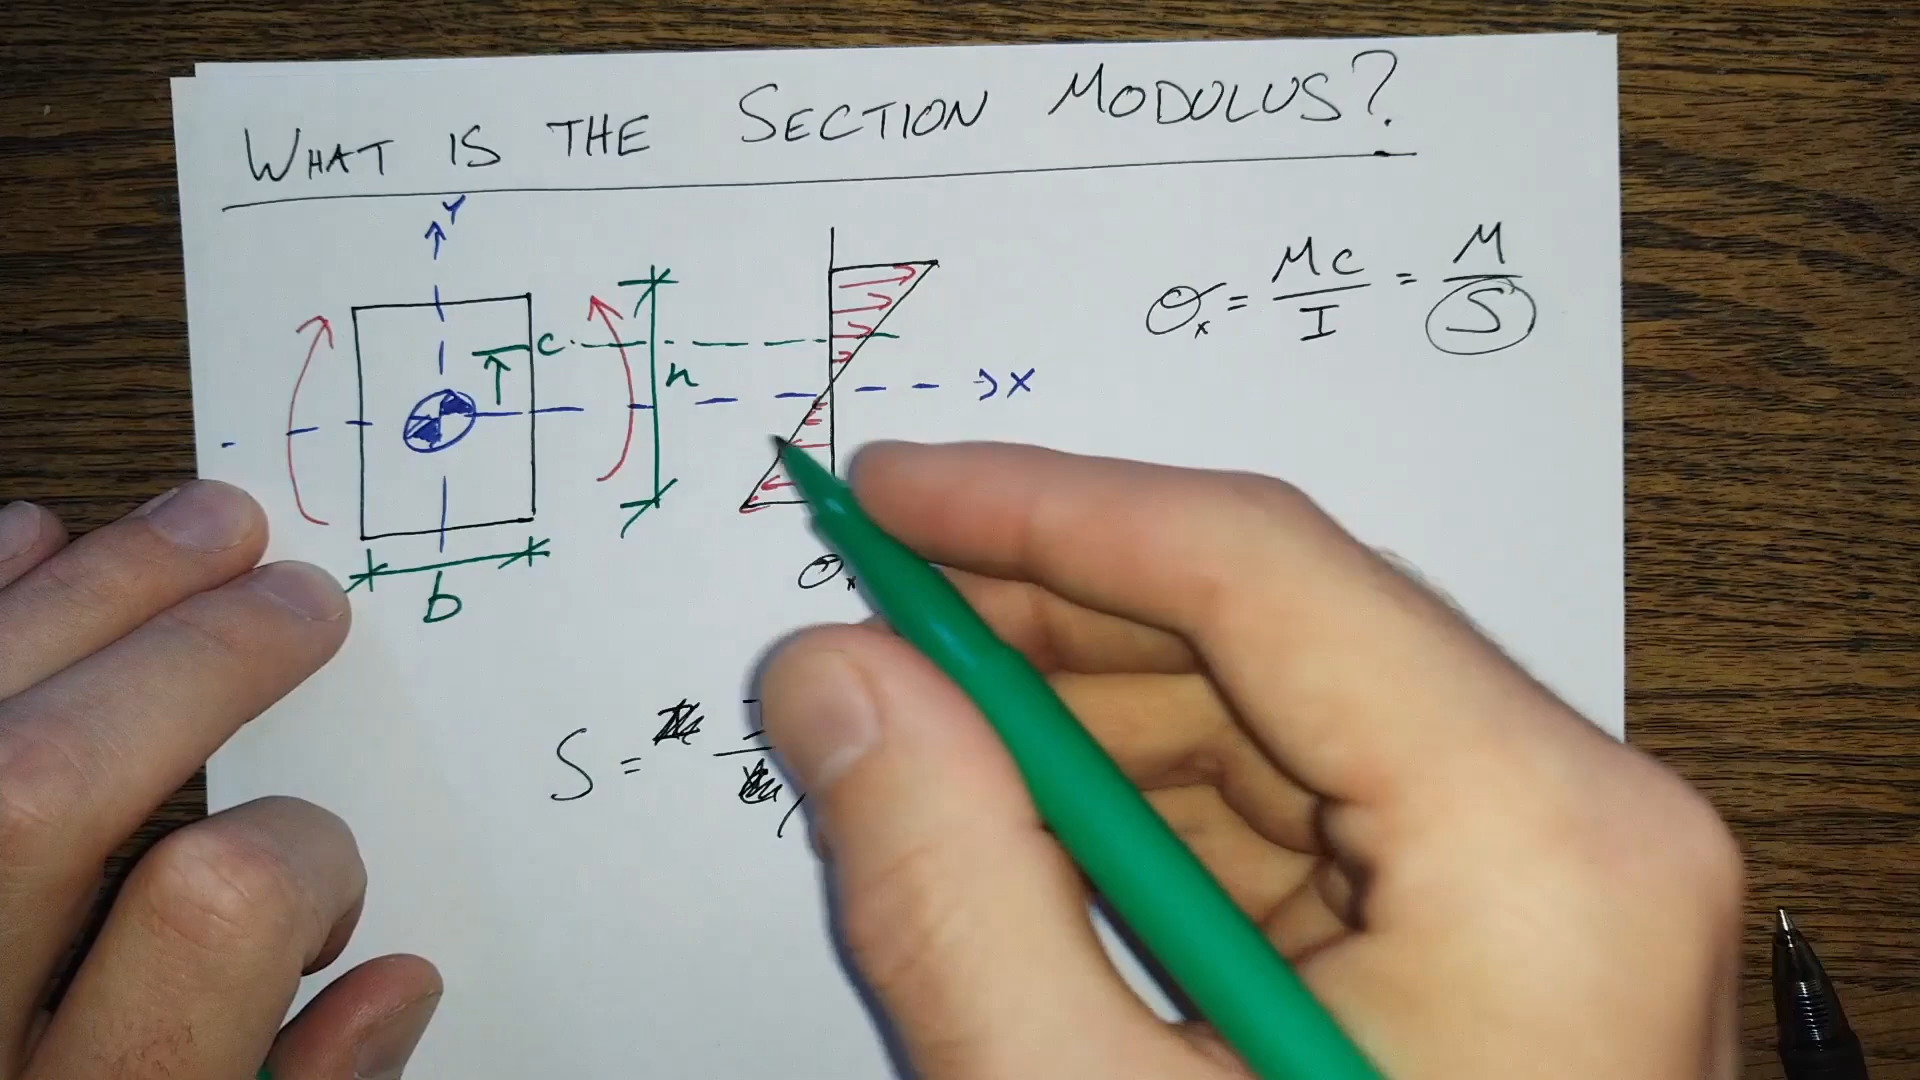 WHAT IS THE SECTION MODULUS?
Y
σx = Mc/I = M/S
c
h
x
b
σx
S =